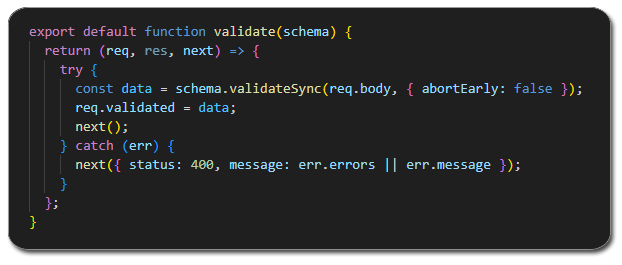 export default function validate(schema) {
  return (req, res, next) => {
    try {
      const data = schema.validateSync(req.body, { abortEarly: false });
      req.validated = data;
      next();
    } catch (err) {
      next({ status: 400, message: err.errors || err.message });
    }
  };
}